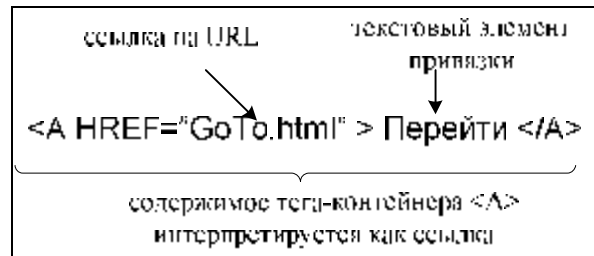 ссылка на URL
текстовый элемент
привязки
<A HREF="GoTo.html" > Перейти </A>
содержимое тега-контейнера <A>
интерпретируется как ссылка